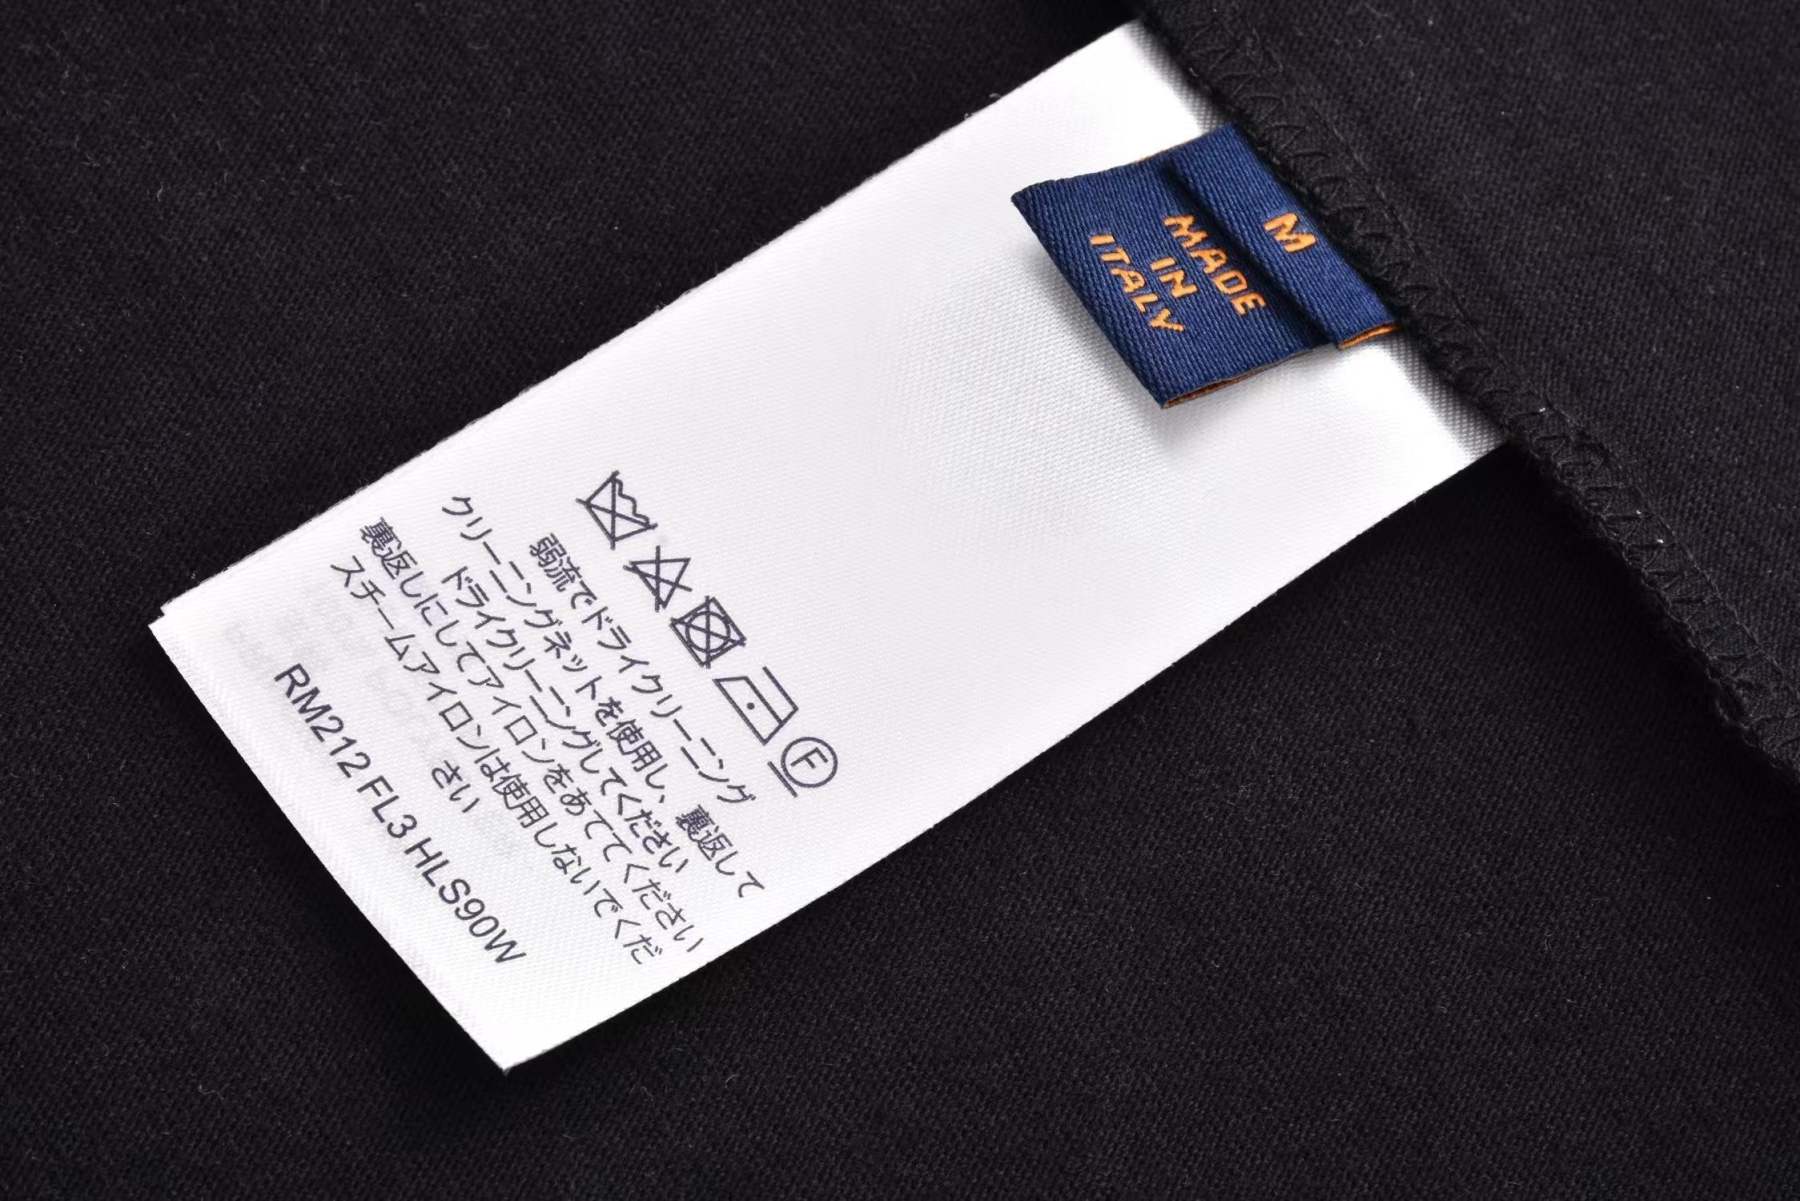 M
MADE
IN
ITALY
F
弱流でドライクリーニング
クリーニングネットを使用し、裏返して
ドライクリーニングしてください
裏返しにしてアイロンをあててください
スチームアイロンは使用しないでくだ
さい
RM212 FL3 HLS90W